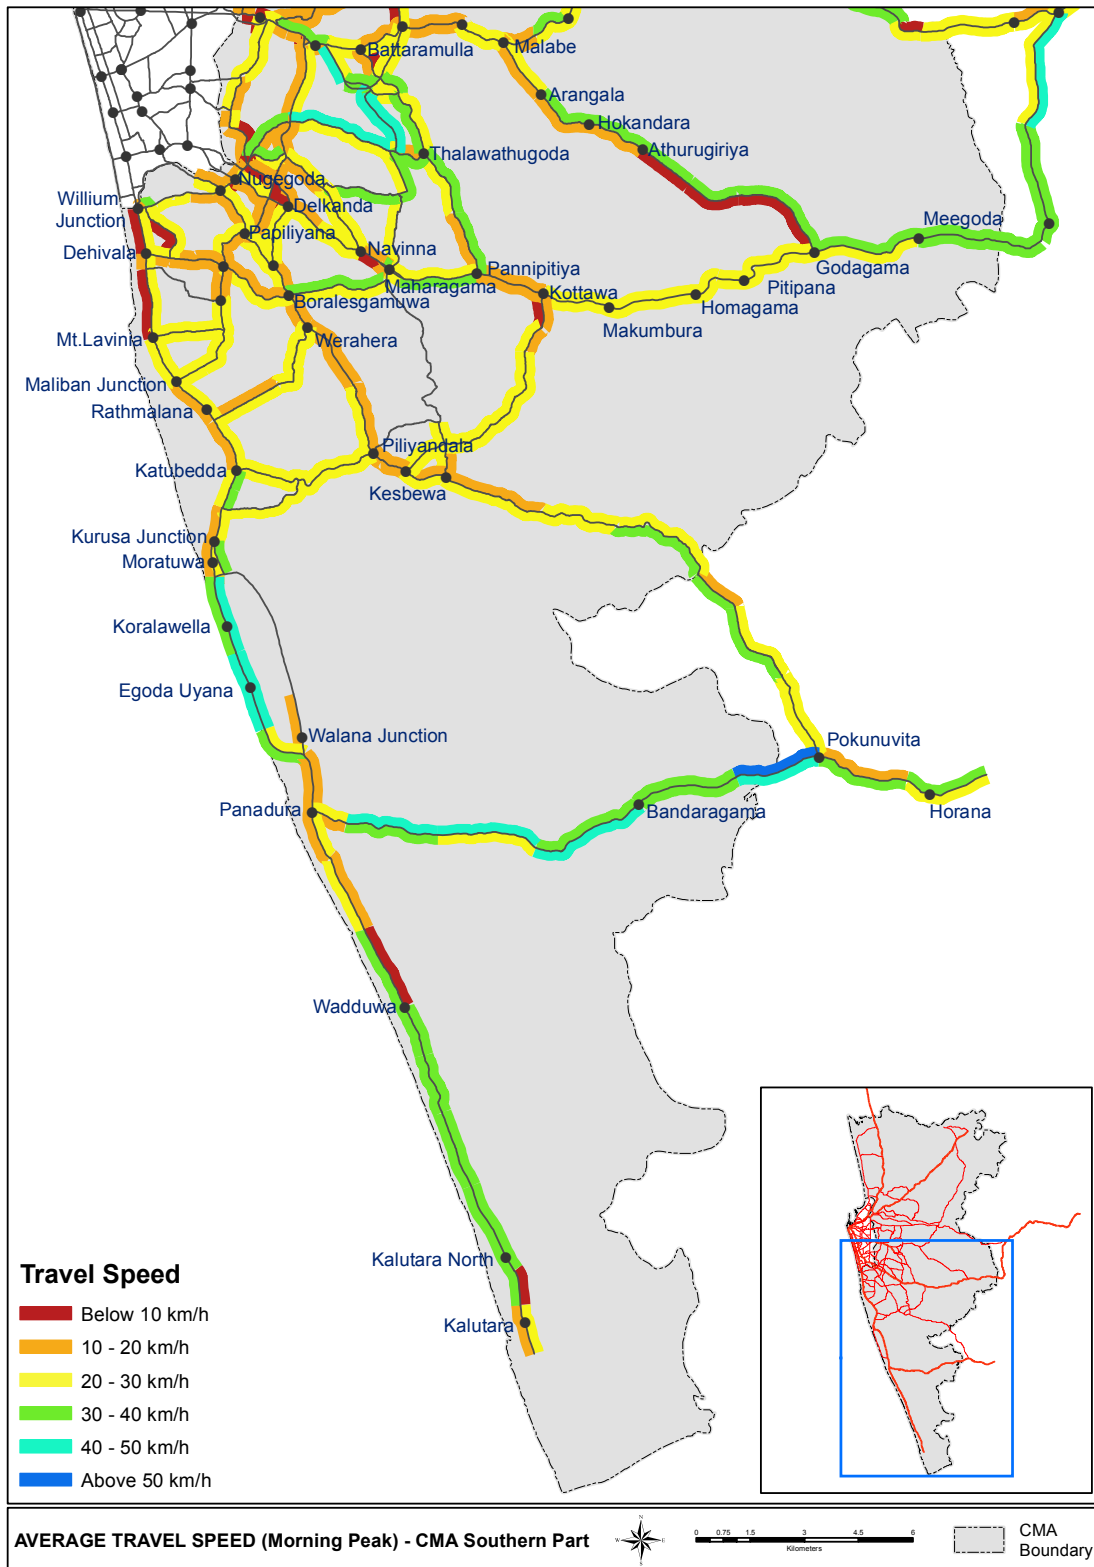 Battaramulla
Malabe
Arangala
Hokandara
Athurugiriya
Thalawathugoda
Nugegoda
Willium
Junction
Delkanda
Papiliyana
Meegoda
Dehivala
Navinna
Godagama
Pannipitiya
Maharagama
Pitipana
Kottawa
Homagama
Boralesgamuwa
Makumbura
Mt.Lavinia
Werahera
Maliban Junction
Rathmalana
Piliyandala
Katubedda
Kesbewa
Kurusa Junction
Moratuwa
Koralawella
Egoda Uyana
Walana Junction
Pokunuvita
Panadura
Bandaragama
Horana
Wadduwa
Kalutara North
Kalutara
Travel Speed
Below 10 km/h
10 - 20 km/h
20 - 30 km/h
30 - 40 km/h
40 - 50 km/h
Above 50 km/h
AVERAGE TRAVEL SPEED (Morning Peak) - CMA Southern Part
N
W
E
S
0 0.75 1.5 3 4.5 6
Kilometers
CMA
Boundary